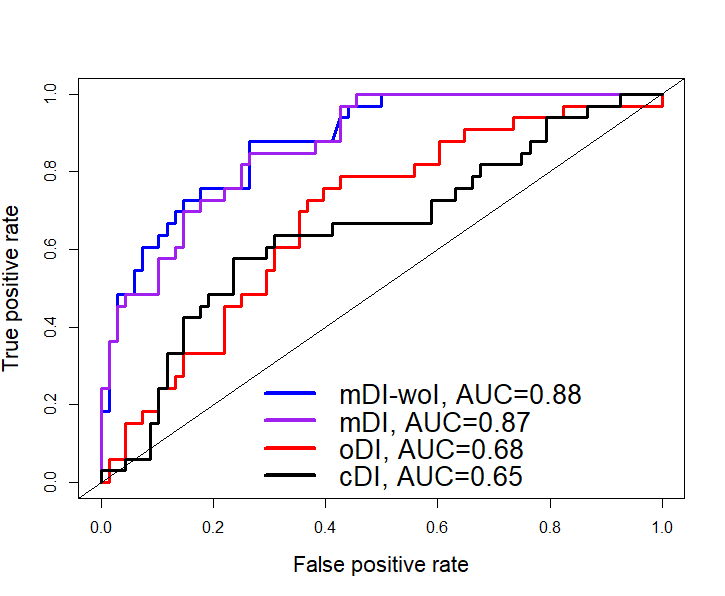 True positive rate
1.0
0.8
0.6
0.4
0.2
0.0
mDI-woI, AUC=0.88
mDI, AUC=0.87
oDI, AUC=0.68
cDI, AUC=0.65
0.0 0.2 0.4 0.6 0.8 1.0
False positive rate